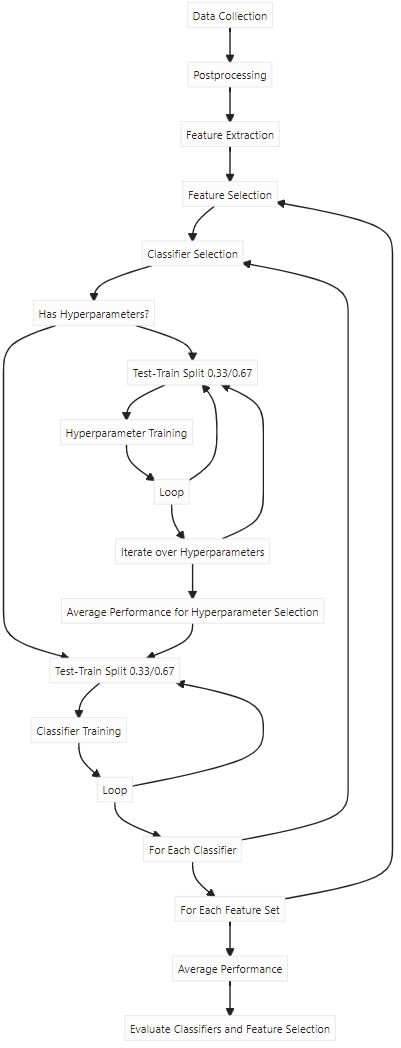 Data Collection
Postprocessing
Feature Extraction
Feature Selection
Classifier Selection
Has Hyperparameters?
Test-Train Split 0.33/0.67
Hyperparameter Training
Loop
Iterate over Hyperparameters
Average Performance for Hyperparameter Selection
Test-Train Split 0.33/0.67
Classifier Training
Loop
For Each Classifier
For Each Feature Set
Average Performance
Evaluate Classifiers and Feature Selection